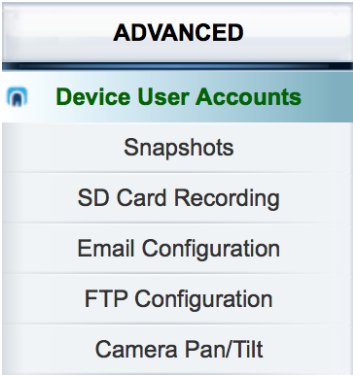 ADVANCED
Device User Accounts
Snapshots
SD Card Recording
Email Configuration
FTP Configuration
Camera Pan/Tilt